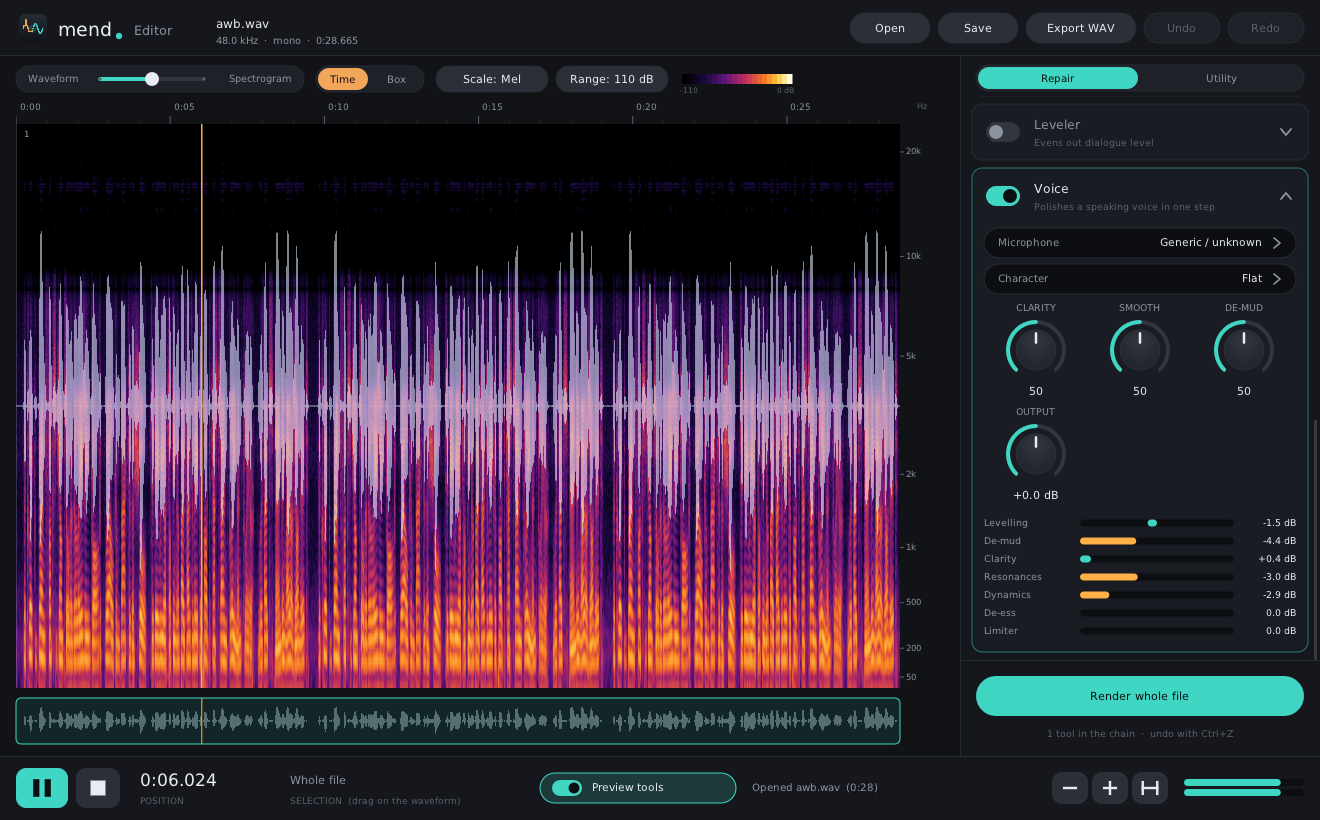 mend. Editor
awb.wav
48.0 kHz · mono · 0:28.665
Open Save Export WAV Undo Redo
Waveform Spectrogram Time Box Scale: Mel Range: 110 dB
-110 0 dB
0:00 0:05 0:10 0:15 0:20 0:25 Hz
1
20k
10k
5k
2k
1k
500
200
50
Repair Utility
Leveler
Evens out dialogue level
Voice
Polishes a speaking voice in one step
Microphone Generic / unknown
Character Flat
CLARITY SMOOTH DE-MUD
50 50 50
OUTPUT
+0.0 dB
Levelling -1.5 dB
De-mud -4.4 dB
Clarity +0.4 dB
Resonances -3.0 dB
Dynamics -2.9 dB
De-ess 0.0 dB
Limiter 0.0 dB
Render whole file
1 tool in the chain · undo with Ctrl+Z
0:06.024
POSITION
Whole file
SELECTION (drag on the waveform)
Preview tools
Opened awb.wav (0:28)